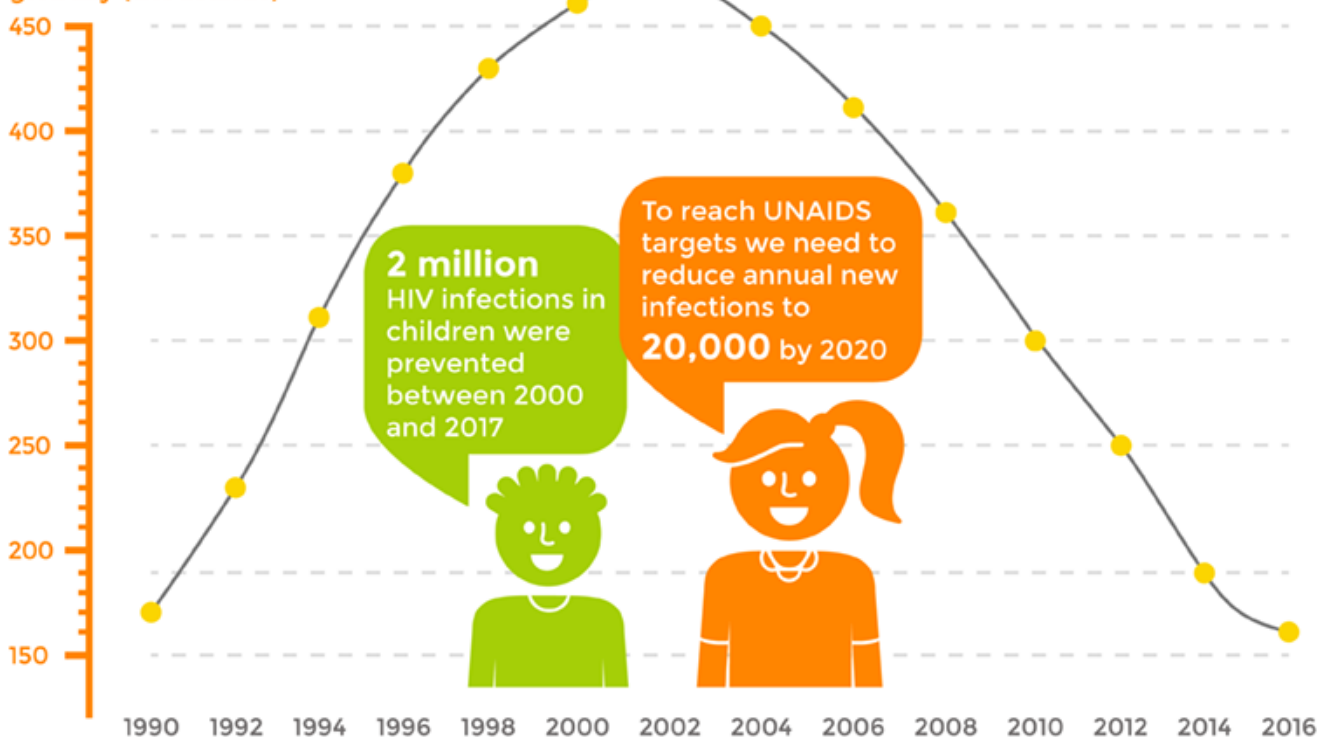 450
400
350
300
250
200
150
2 million
HIV infections in
children were
prevented
between 2000
and 2017
To reach UNAIDS
targets we need to
reduce annual new
infections to
20,000 by 2020
1990 1992 1994 1996 1998 2000 2002 2004 2006 2008 2010 2012 2014 2016